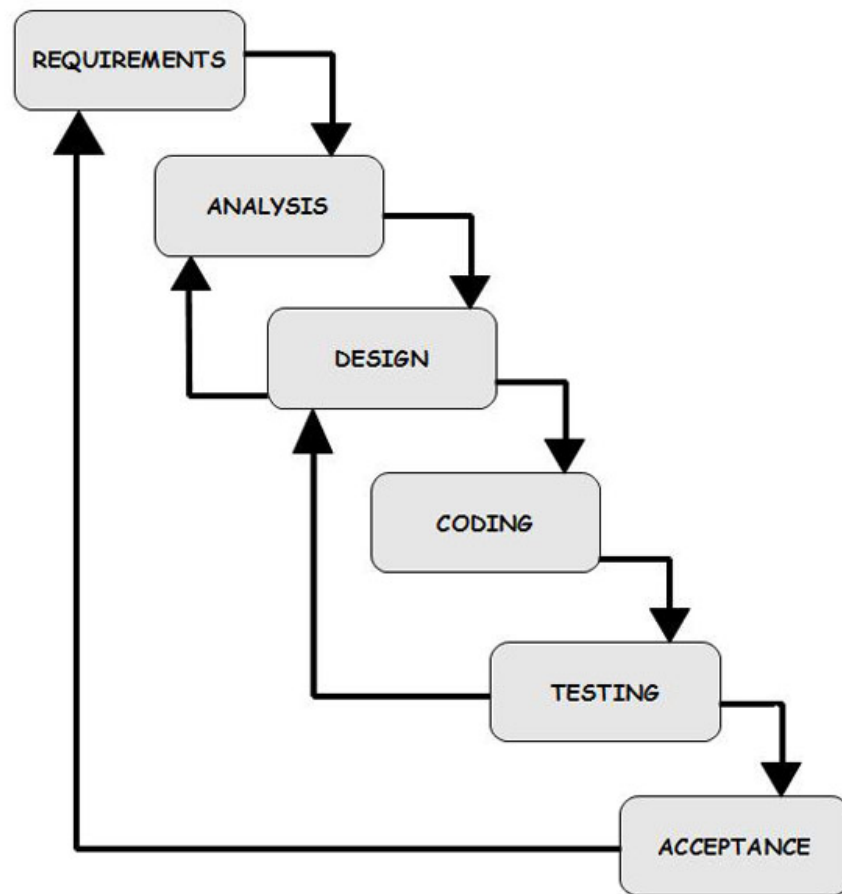 REQUIREMENTS
ANALYSIS
DESIGN
CODING
TESTING
ACCEPTANCE